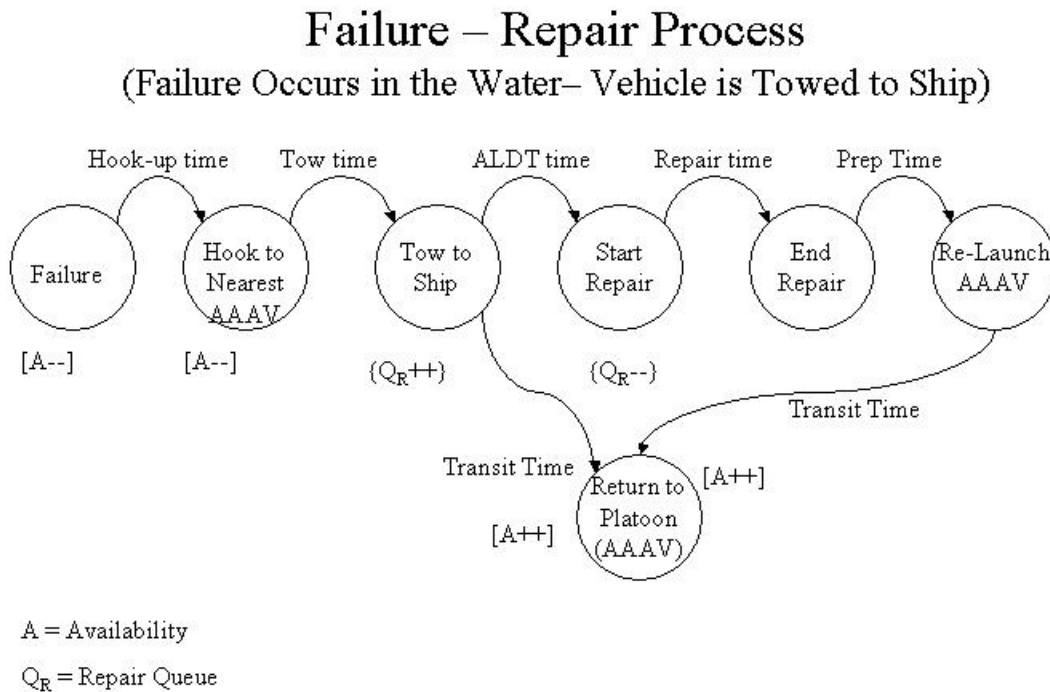 Failure – Repair Process
(Failure Occurs in the Water– Vehicle is Towed to Ship)
Hook-up time
Tow time
ALDT time
Repair time
Prep Time
Failure
Hook to
Nearest
AAAV
Tow to
Ship
Start
Repair
End
Repair
Re-Launch
AAAV
[A--]
[A--]
{QR++}
{QR--}
Transit Time
Transit Time
Return to
Platoon
(AAAV)
[A++]
[A++]
A = Availability
QR = Repair Queue